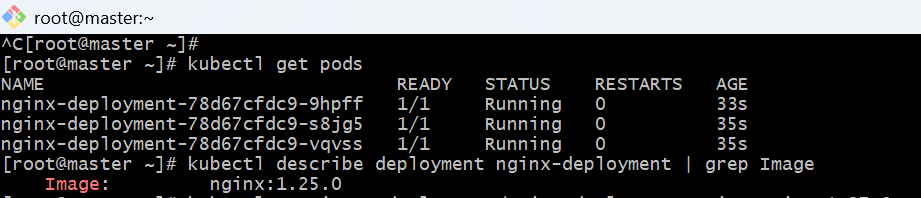 root@master:~
^C[root@master ~]#
[root@master ~]# kubectl get pods
NAME                                READY   STATUS    RESTARTS   AGE
nginx-deployment-78d67cfdc9-9hpff   1/1     Running   0          33s
nginx-deployment-78d67cfdc9-s8jg5   1/1     Running   0          35s
nginx-deployment-78d67cfdc9-vqvss   1/1     Running   0          35s
[root@master ~]# kubectl describe deployment nginx-deployment | grep Image
    Image:         nginx:1.25.0